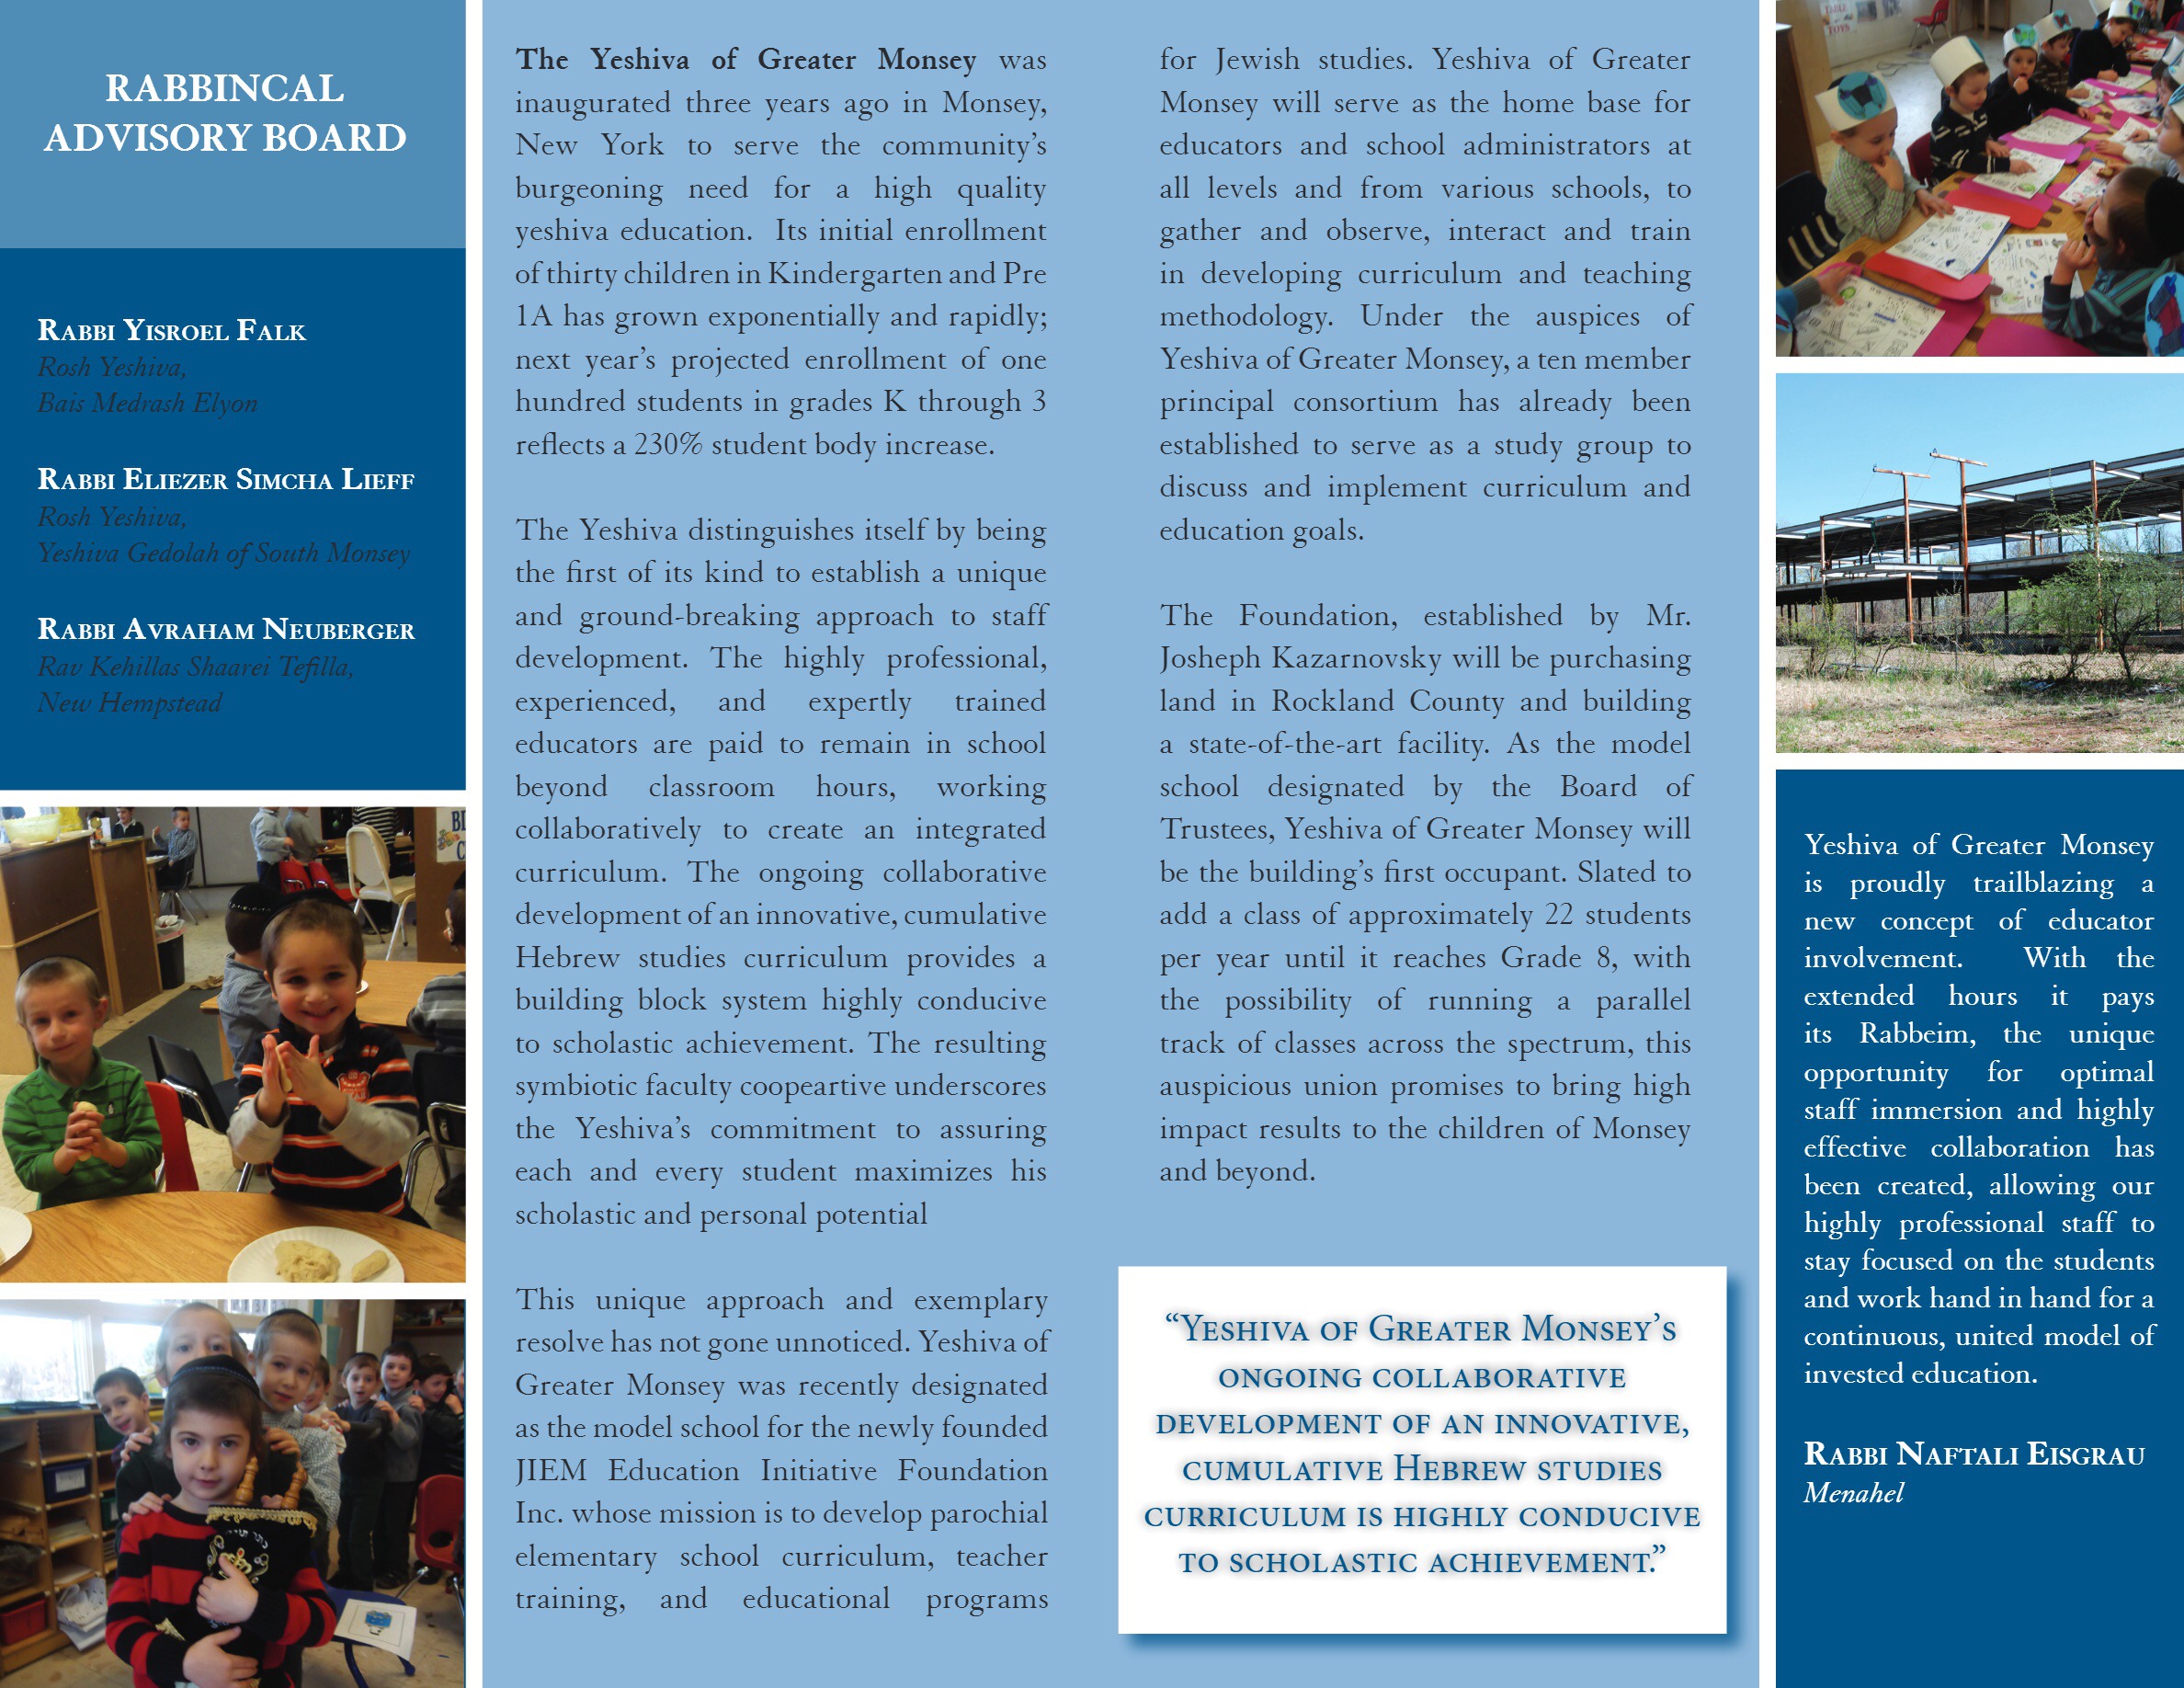 RABBINCAL
ADVISORY BOARD
RABBI YISROEL FALK
Rosh Yeshiva,
Bais Medrash Elyon
RABBI ELIEZER SIMCHA LIEFF
Rosh Yeshiva,
Yeshiva Gedolah of South Monsey
RABBI AVRAHAM NEUBERGER
Rav Kehillas Shaarei Tefilla,
New Hempstead
The Yeshiva of Greater Monsey was
inaugurated three years ago in Monsey,
New York to serve the community’s
burgeoning need for a high quality
yeshiva education. Its initial enrollment
of thirty children in Kindergarten and Pre
1A has grown exponentially and rapidly;
next year’s projected enrollment of one
hundred students in grades K through 3
reflects a 230% student body increase.
The Yeshiva distinguishes itself by being
the first of its kind to establish a unique
and ground-breaking approach to staff
development. The highly professional,
experienced, and expertly trained
educators are paid to remain in school
beyond classroom hours, working
collaboratively to create an integrated
curriculum. The ongoing collaborative
development of an innovative, cumulative
Hebrew studies curriculum provides a
building block system highly conducive
to scholastic achievement. The resulting
symbiotic faculty coopeartive underscores
the Yeshiva’s commitment to assuring
each and every student maximizes his
scholastic and personal potential
This unique approach and exemplary
resolve has not gone unnoticed. Yeshiva of
Greater Monsey was recently designated
as the model school for the newly founded
JIEM Education Initiative Foundation
Inc. whose mission is to develop parochial
elementary school curriculum, teacher
training, and educational programs
for Jewish studies. Yeshiva of Greater
Monsey will serve as the home base for
educators and school administrators at
all levels and from various schools, to
gather and observe, interact and train
in developing curriculum and teaching
methodology. Under the auspices of
Yeshiva of Greater Monsey, a ten member
principal consortium has already been
established to serve as a study group to
discuss and implement curriculum and
education goals.
The Foundation, established by Mr.
Josheph Kazarnovsky will be purchasing
land in Rockland County and building
a state-of-the-art facility. As the model
school designated by the Board of
Trustees, Yeshiva of Greater Monsey will
be the building’s first occupant. Slated to
add a class of approximately 22 students
per year until it reaches Grade 8, with
the possibility of running a parallel
track of classes across the spectrum, this
auspicious union promises to bring high
impact results to the children of Monsey
and beyond.
“YESHIVA OF GREATER MONSEY’S
ONGOING COLLABORATIVE
DEVELOPMENT OF AN INNOVATIVE,
CUMULATIVE HEBREW STUDIES
CURRICULUM IS HIGHLY CONDUCIVE
TO SCHOLASTIC ACHIEVEMENT.”
TABLE
TOYS
Yeshiva of Greater Monsey
is proudly trailblazing a
new concept of educator
involvement. With the
extended hours it pays
its Rabbeim, the unique
opportunity for optimal
staff immersion and highly
effective collaboration has
been created, allowing our
highly professional staff to
stay focused on the students
and work hand in hand for a
continuous, united model of
invested education.
RABBI NAFTALI EISGRAU
Menahel